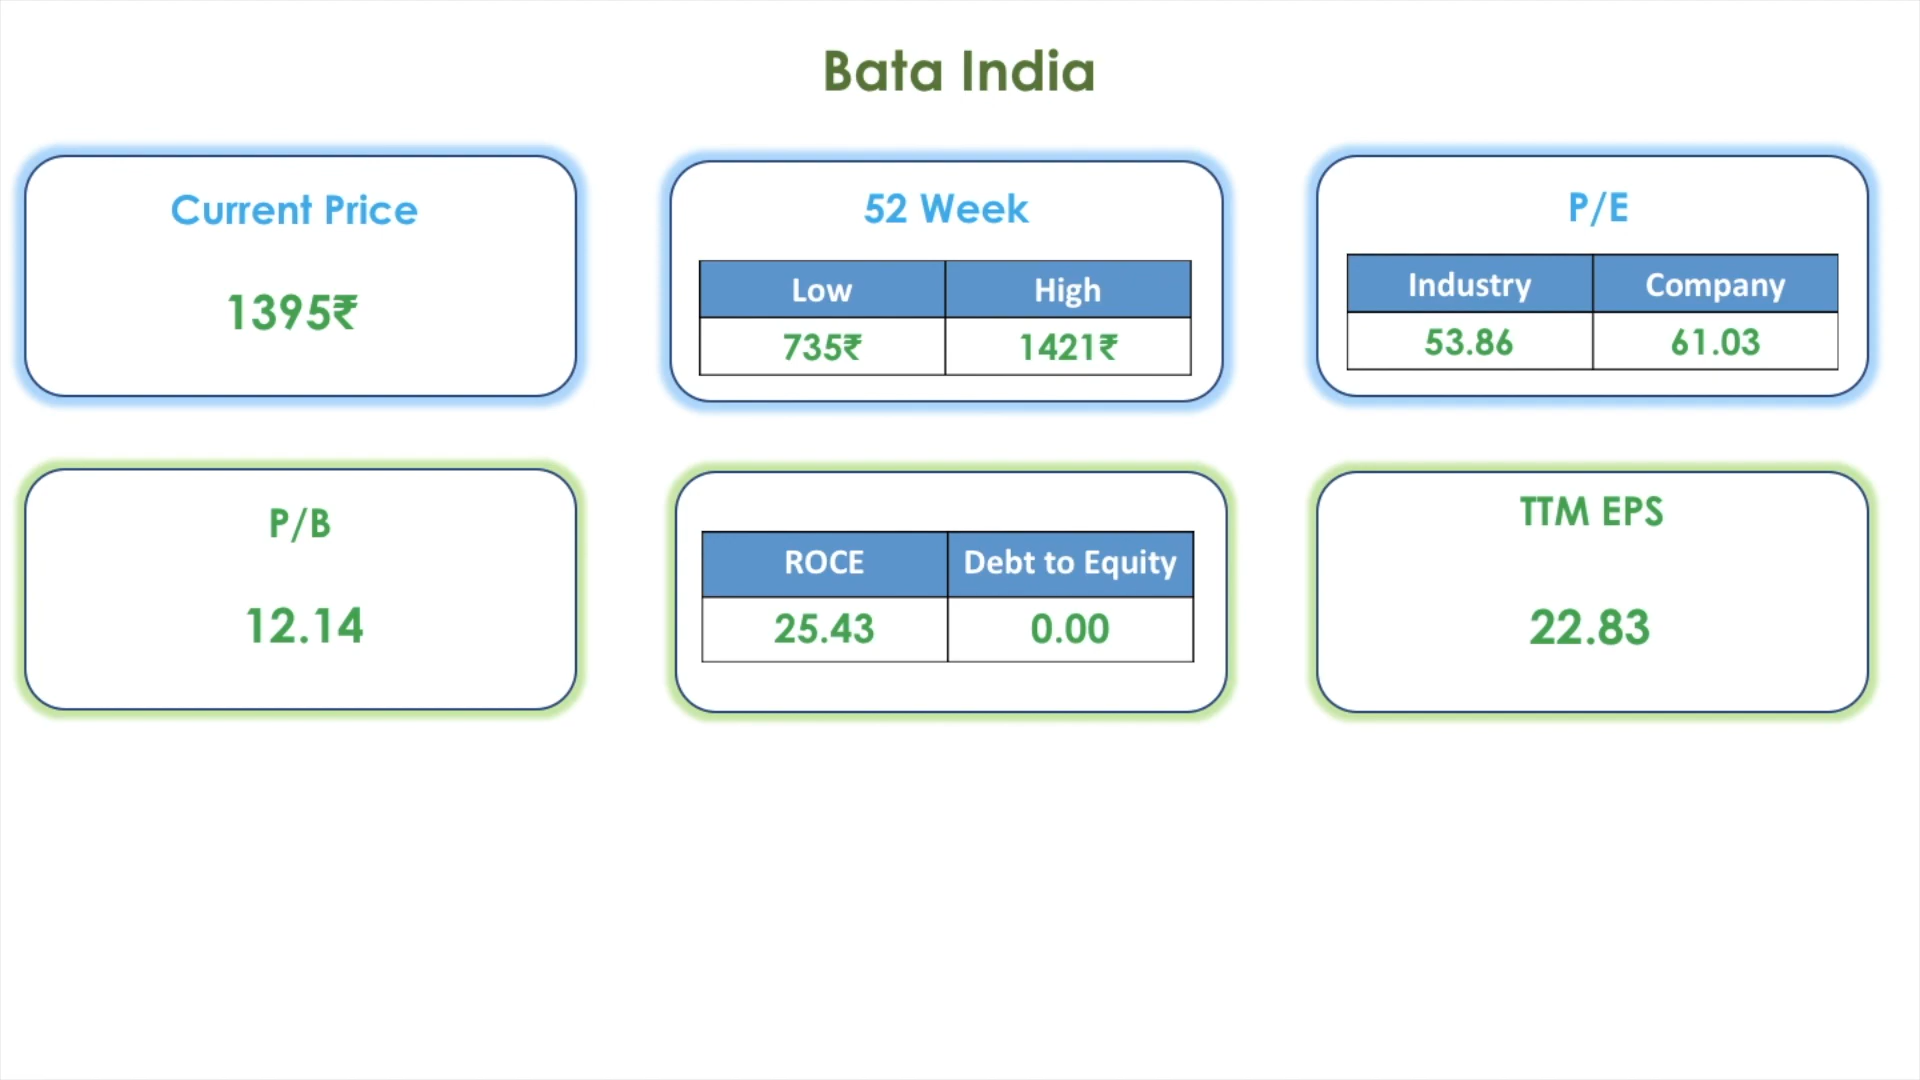 Bata India
Current Price
1395₹
52 Week
Low High
735₹ 1421₹
P/E
Industry Company
53.86 61.03
P/B
12.14
ROCE Debt to Equity
25.43 0.00
TTM EPS
22.83